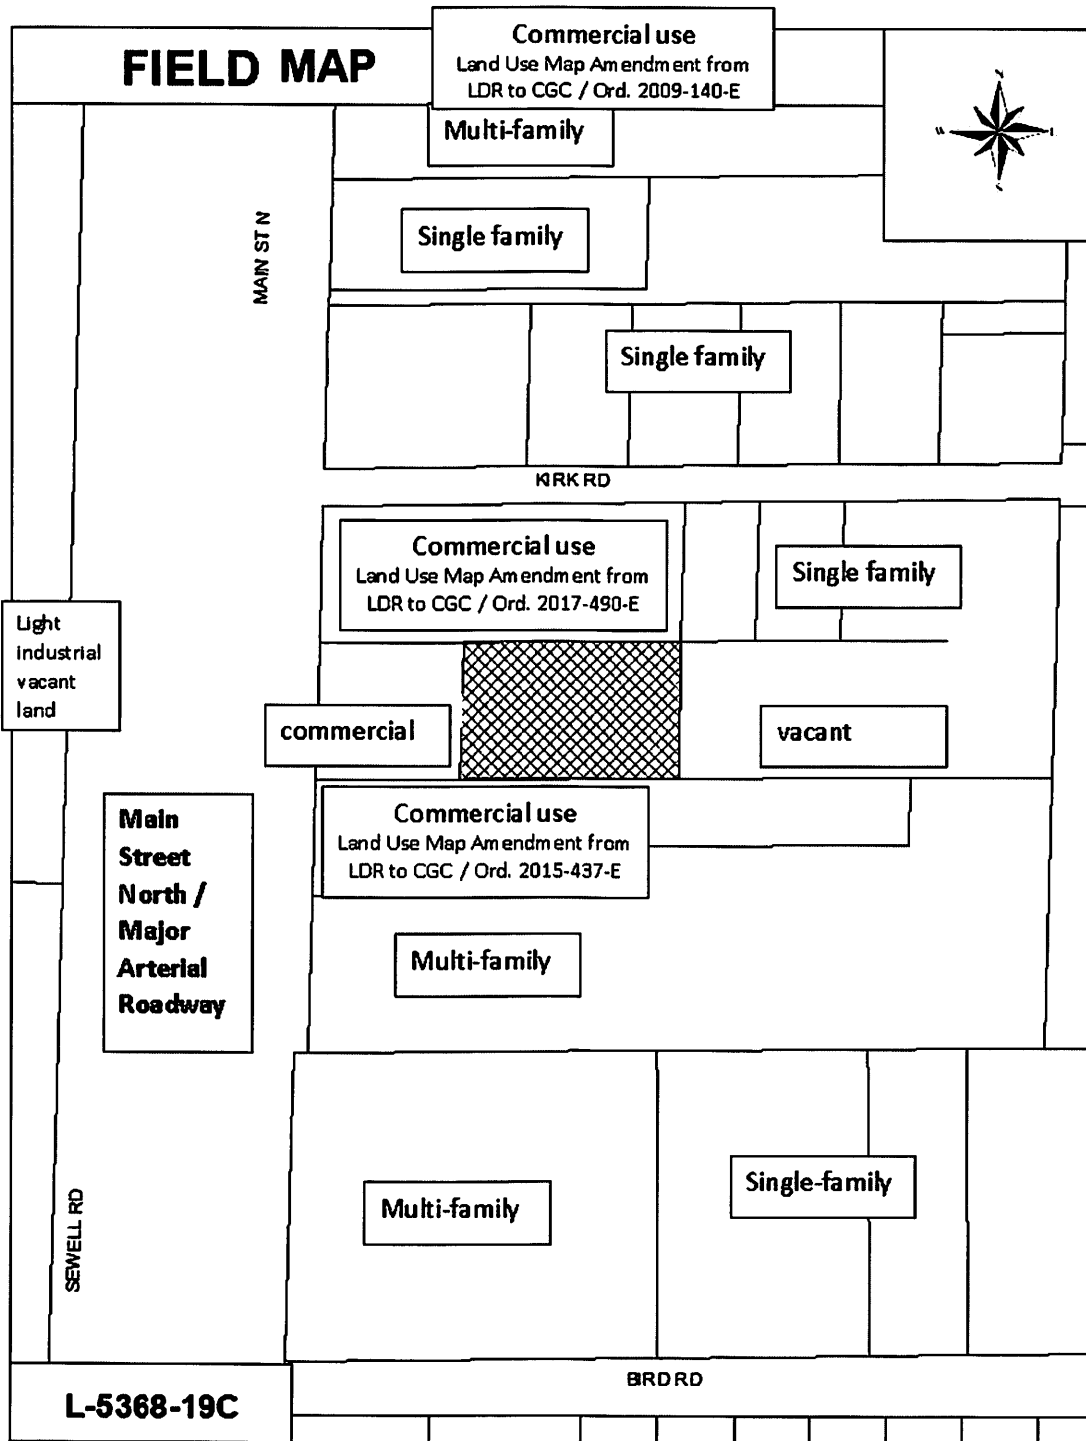 FIELD MAP
Commercial use
Land Use Map Amendment from
LDR to CGC / Ord. 2009-140-E
Multi-family
MAIN ST N
Single family
Single family
KIRK RD
Commercial use
Land Use Map Amendment from
LDR to CGC / Ord. 2017-490-E
Single family
Light
industrial
vacant
land
commercial
vacant
Commercial use
Land Use Map Amendment from
LDR to CGC / Ord. 2015-437-E
Main
Street
North /
Major
Arterial
Roadway
Multi-family
Multi-family
Single-family
SEWELL RD
BIRD RD
L-5368-19C